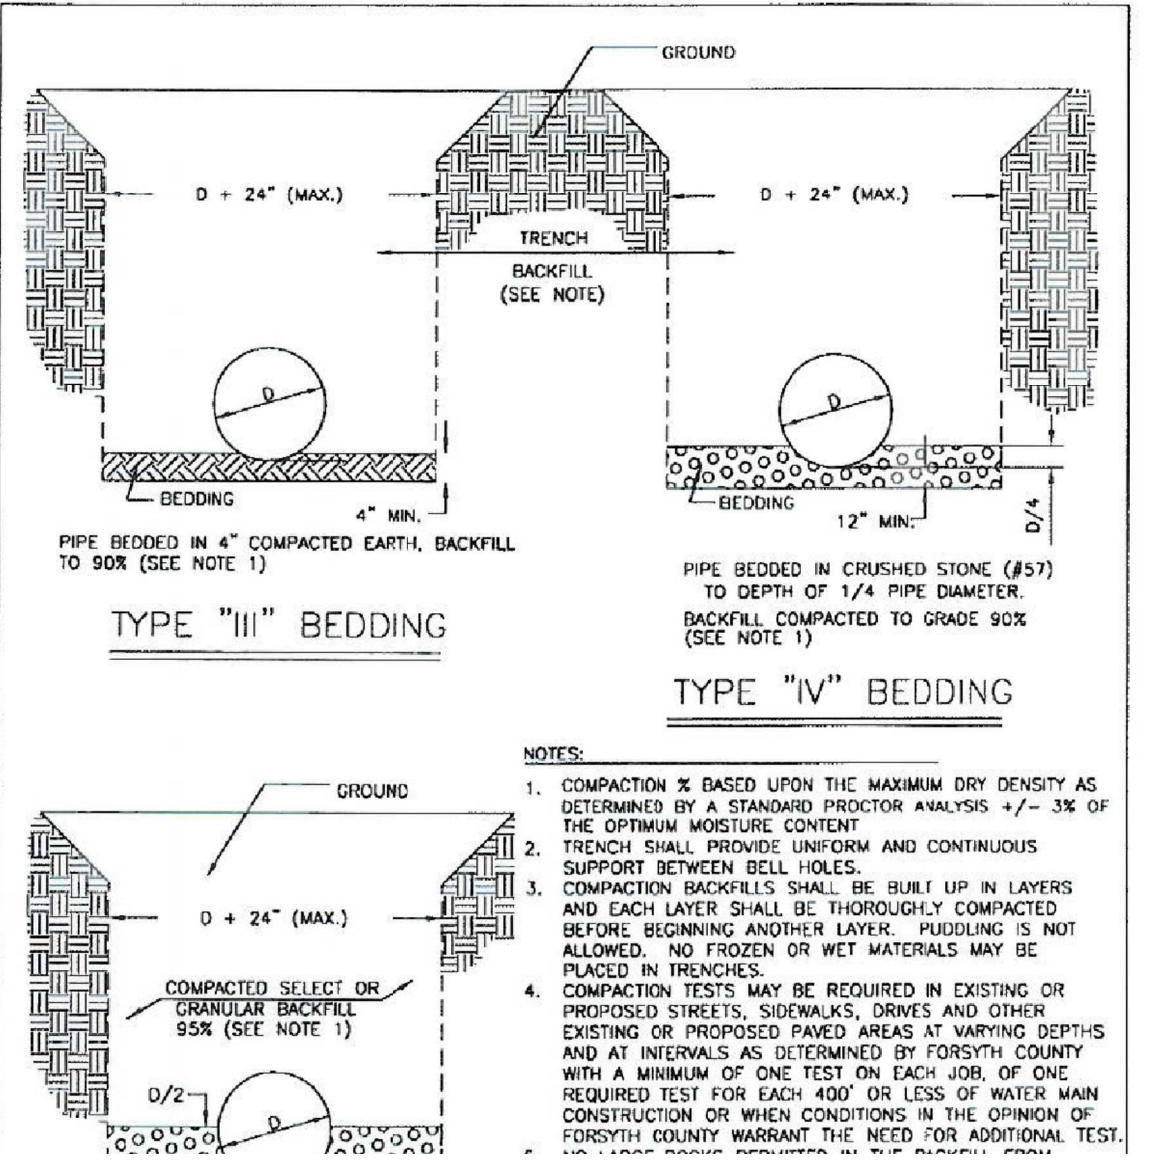 GROUND
D + 24" (MAX.)
D + 24" (MAX.)
TRENCH
BACKFILL
(SEE NOTE)
D
D
BEDDING
4" MIN.
BEDDING
12" MIN.
D/4
PIPE BEDDED IN 4" COMPACTED EARTH, BACKFILL
TO 90% (SEE NOTE 1)
TYPE "III" BEDDING
PIPE BEDDED IN CRUSHED STONE (#57)
TO DEPTH OF 1/4 PIPE DIAMETER.
BACKFILL COMPACTED TO GRADE 90%
(SEE NOTE 1)
TYPE "IV" BEDDING
GROUND
D + 24" (MAX.)
COMPACTED SELECT OR
GRANULAR BACKFILL
95% (SEE NOTE 1)
D/2
D
NOTES:
1. COMPACTION % BASED UPON THE MAXIMUM DRY DENSITY AS
DETERMINED BY A STANDARD PROCTOR ANALYSIS +/- 3% OF
THE OPTIMUM MOISTURE CONTENT
2. TRENCH SHALL PROVIDE UNIFORM AND CONTINUOUS
SUPPORT BETWEEN BELL HOLES.
3. COMPACTION BACKFILLS SHALL BE BUILT UP IN LAYERS
AND EACH LAYER SHALL BE THOROUGHLY COMPACTED
BEFORE BEGINNING ANOTHER LAYER. PUDDLING IS NOT
ALLOWED. NO FROZEN OR WET MATERIALS MAY BE
PLACED IN TRENCHES.
4. COMPACTION TESTS MAY BE REQUIRED IN EXISTING OR
PROPOSED STREETS, SIDEWALKS, DRIVES AND OTHER
EXISTING OR PROPOSED PAVED AREAS AT VARYING DEPTHS
AND AT INTERVALS AS DETERMINED BY FORSYTH COUNTY
WITH A MINIMUM OF ONE TEST ON EACH JOB, OF ONE
REQUIRED TEST FOR EACH 400' OR LESS OF WATER MAIN
CONSTRUCTION OR WHEN CONDITIONS IN THE OPINION OF
FORSYTH COUNTY WARRANT THE NEED FOR ADDITIONAL TEST.
5. NO LARGE ROCKS PERMITTED IN THE BACKFILL FROM